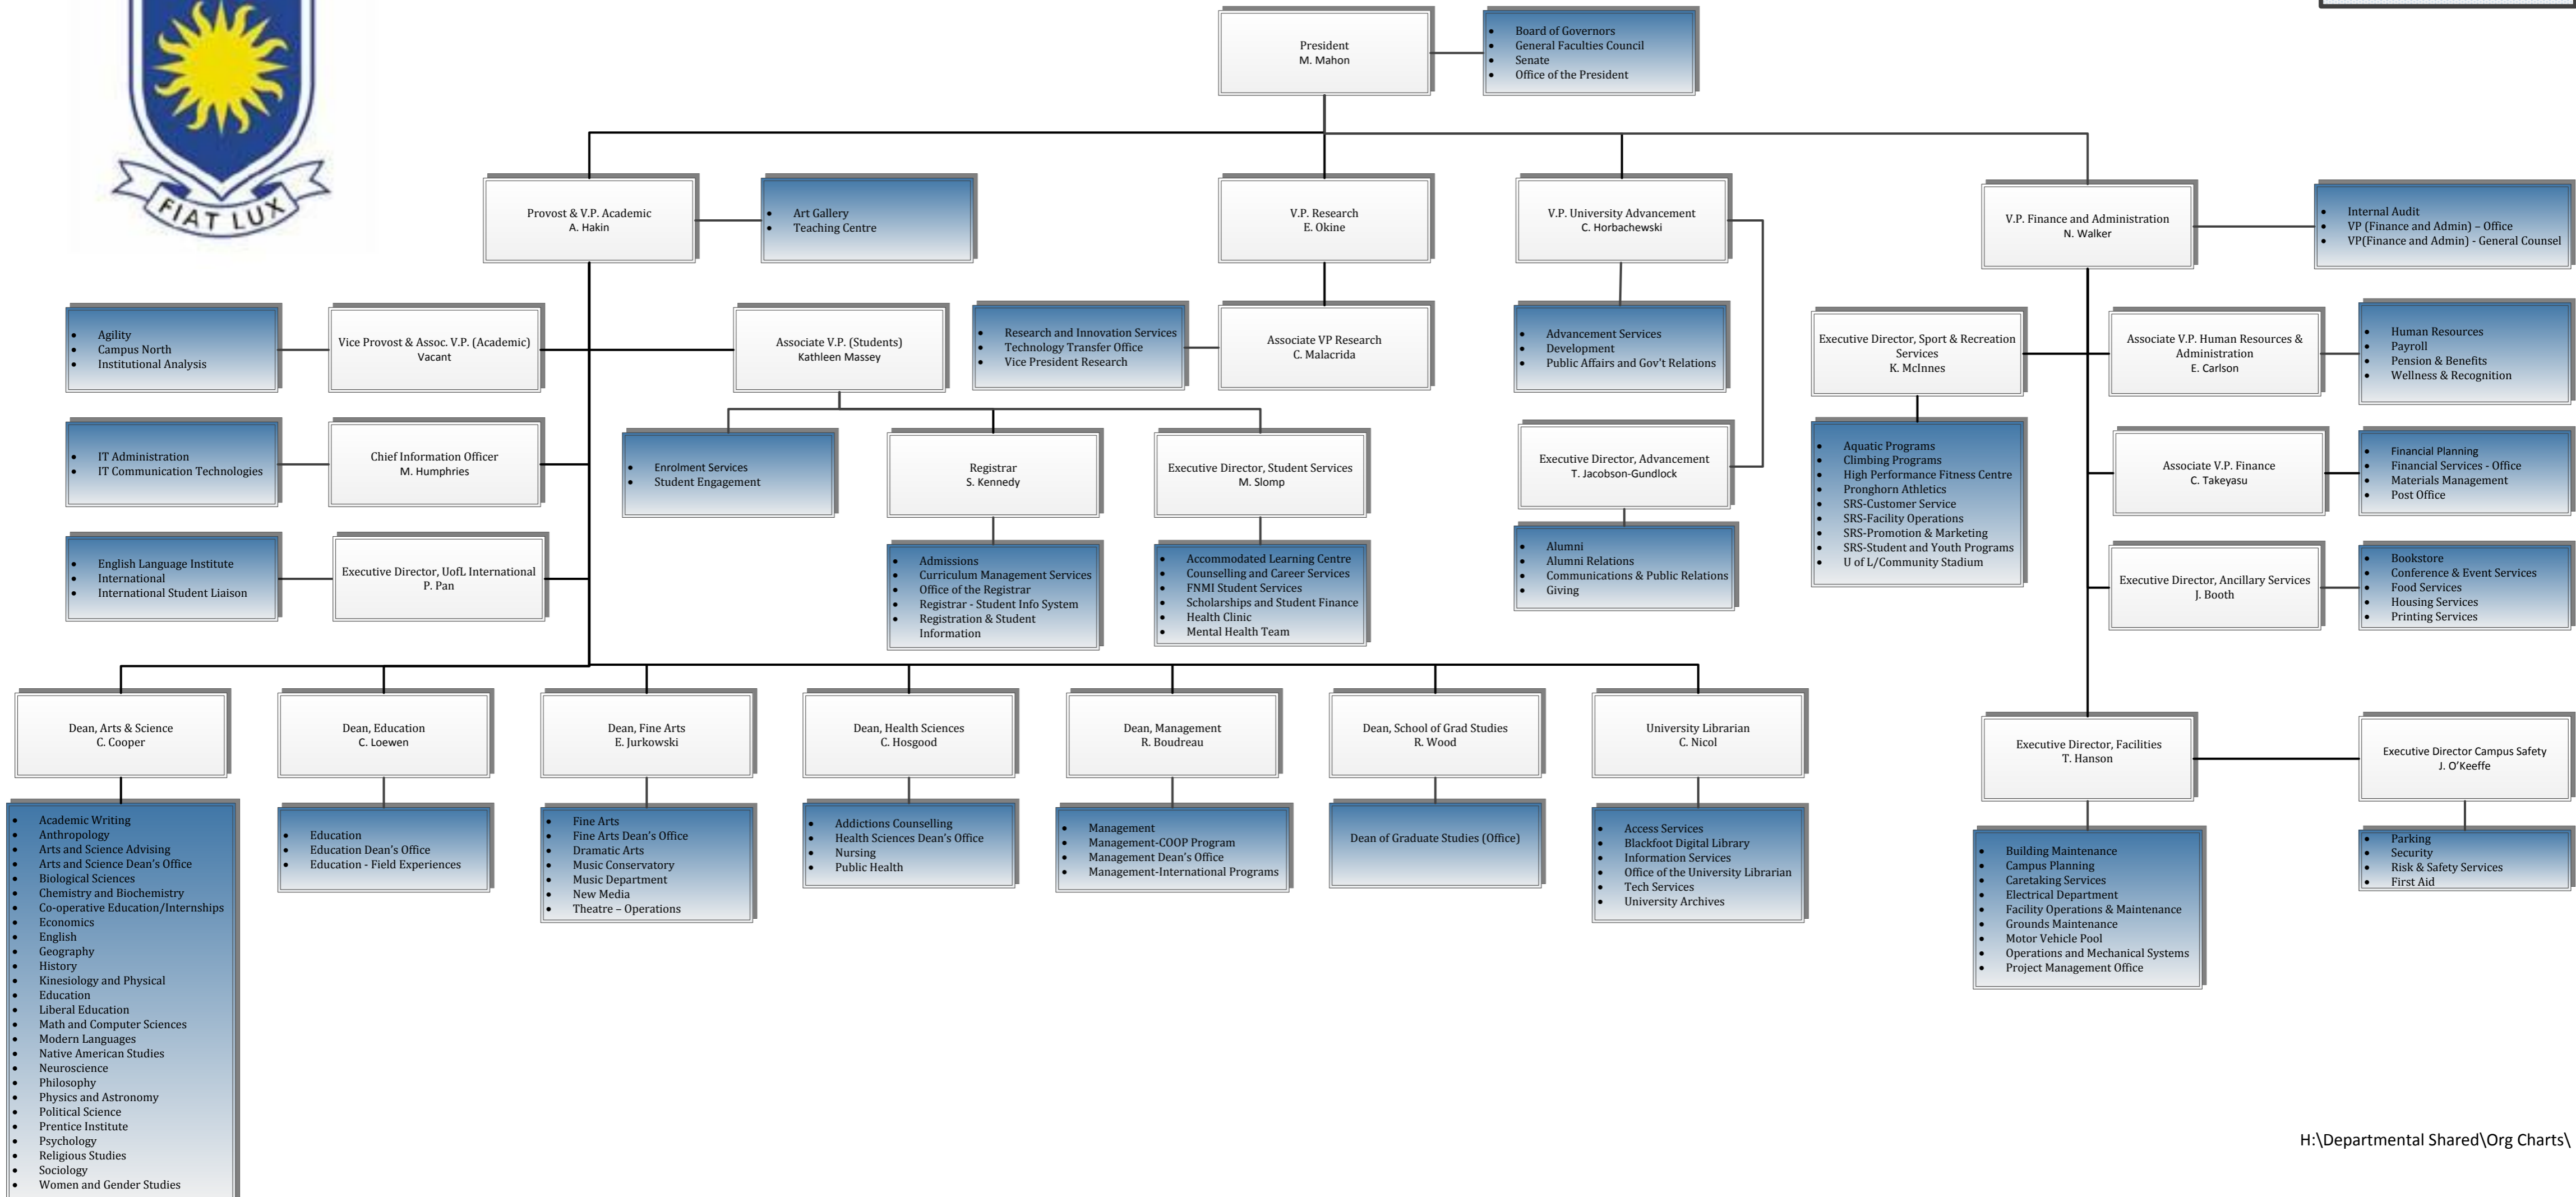 President
M. Mahon
• Board of Governors
• General Faculties Council
• Senate
• Office of the President
FIAT LUX
Provost & V.P. Academic
A. Hakin
• Art Gallery
• Teaching Centre
V.P. Research
E. Okine
V.P. University Advancement
C. Horbachewski
V.P. Finance and Administration
N. Walker
• Internal Audit
• VP (Finance and Admin) – Office
• VP(Finance and Admin) - General Counsel
• Agility
• Campus North
• Institutional Analysis
Vice Provost & Assoc. V.P. (Academic)
Vacant
Associate V.P. (Students)
Kathleen Massey
• Research and Innovation Services
• Technology Transfer Office
• Vice President Research
Associate VP Research
C. Malacrida
• Advancement Services
• Development
• Public Affairs and Gov't Relations
Executive Director, Sport & Recreation
Services
K. McInnes
Associate V.P. Human Resources &
Administration
E. Carlson
• Human Resources
• Payroll
• Pension & Benefits
• Wellness & Recognition
• IT Administration
• IT Communication Technologies
Chief Information Officer
M. Humphries
• Enrolment Services
• Student Engagement
Registrar
S. Kennedy
Executive Director, Student Services
M. Slomp
Executive Director, Advancement
T. Jacobson-Gundlock
• Aquatic Programs
• Climbing Programs
• High Performance Fitness Centre
• Pronghorn Athletics
• SRS-Customer Service
• SRS-Facility Operations
• SRS-Promotion & Marketing
• SRS-Student and Youth Programs
• U of L/Community Stadium
Associate V.P. Finance
C. Takeyasu
• Financial Planning
• Financial Services - Office
• Materials Management
• Post Office
• English Language Institute
• International
• International Student Liaison
Executive Director, UofL International
P. Pan
• Admissions
• Curriculum Management Services
• Office of the Registrar
• Registrar - Student Info System
• Registration & Student
Information
• Accommodated Learning Centre
• Counselling and Career Services
• FNMI Student Services
• Scholarships and Student Finance
• Health Clinic
• Mental Health Team
• Alumni
• Alumni Relations
• Communications & Public Relations
• Giving
Executive Director, Ancillary Services
J. Booth
• Bookstore
• Conference & Event Services
• Food Services
• Housing Services
• Printing Services
Dean, Arts & Science
C. Cooper
Dean, Education
C. Loewen
Dean, Fine Arts
E. Jurkowski
Dean, Health Sciences
C. Hosgood
Dean, Management
R. Boudreau
Dean, School of Grad Studies
R. Wood
University Librarian
C. Nicol
Executive Director, Facilities
T. Hanson
Executive Director Campus Safety
J. O'Keeffe
• Academic Writing
• Anthropology
• Arts and Science Advising
• Arts and Science Dean's Office
• Biological Sciences
• Chemistry and Biochemistry
• Co-operative Education/Internships
• Economics
• English
• Geography
• History
• Kinesiology and Physical
• Education
• Liberal Education
• Math and Computer Sciences
• Modern Languages
• Native American Studies
• Neuroscience
• Philosophy
• Physics and Astronomy
• Political Science
• Prentice Institute
• Psychology
• Religious Studies
• Sociology
• Women and Gender Studies
• Education
• Education Dean's Office
• Education - Field Experiences
• Fine Arts
• Fine Arts Dean's Office
• Dramatic Arts
• Music Conservatory
• Music Department
• New Media
• Theatre – Operations
• Addictions Counselling
• Health Sciences Dean's Office
• Nursing
• Public Health
• Management
• Management-COOP Program
• Management Dean's Office
• Management-International Programs
Dean of Graduate Studies (Office)
• Access Services
• Blackfoot Digital Library
• Information Services
• Office of the University Librarian
• Tech Services
• University Archives
• Building Maintenance
• Campus Planning
• Caretaking Services
• Electrical Department
• Facility Operations & Maintenance
• Grounds Maintenance
• Motor Vehicle Pool
• Operations and Mechanical Systems
• Project Management Office
• Parking
• Security
• Risk & Safety Services
• First Aid
H:\Departmental Shared\Org Charts\